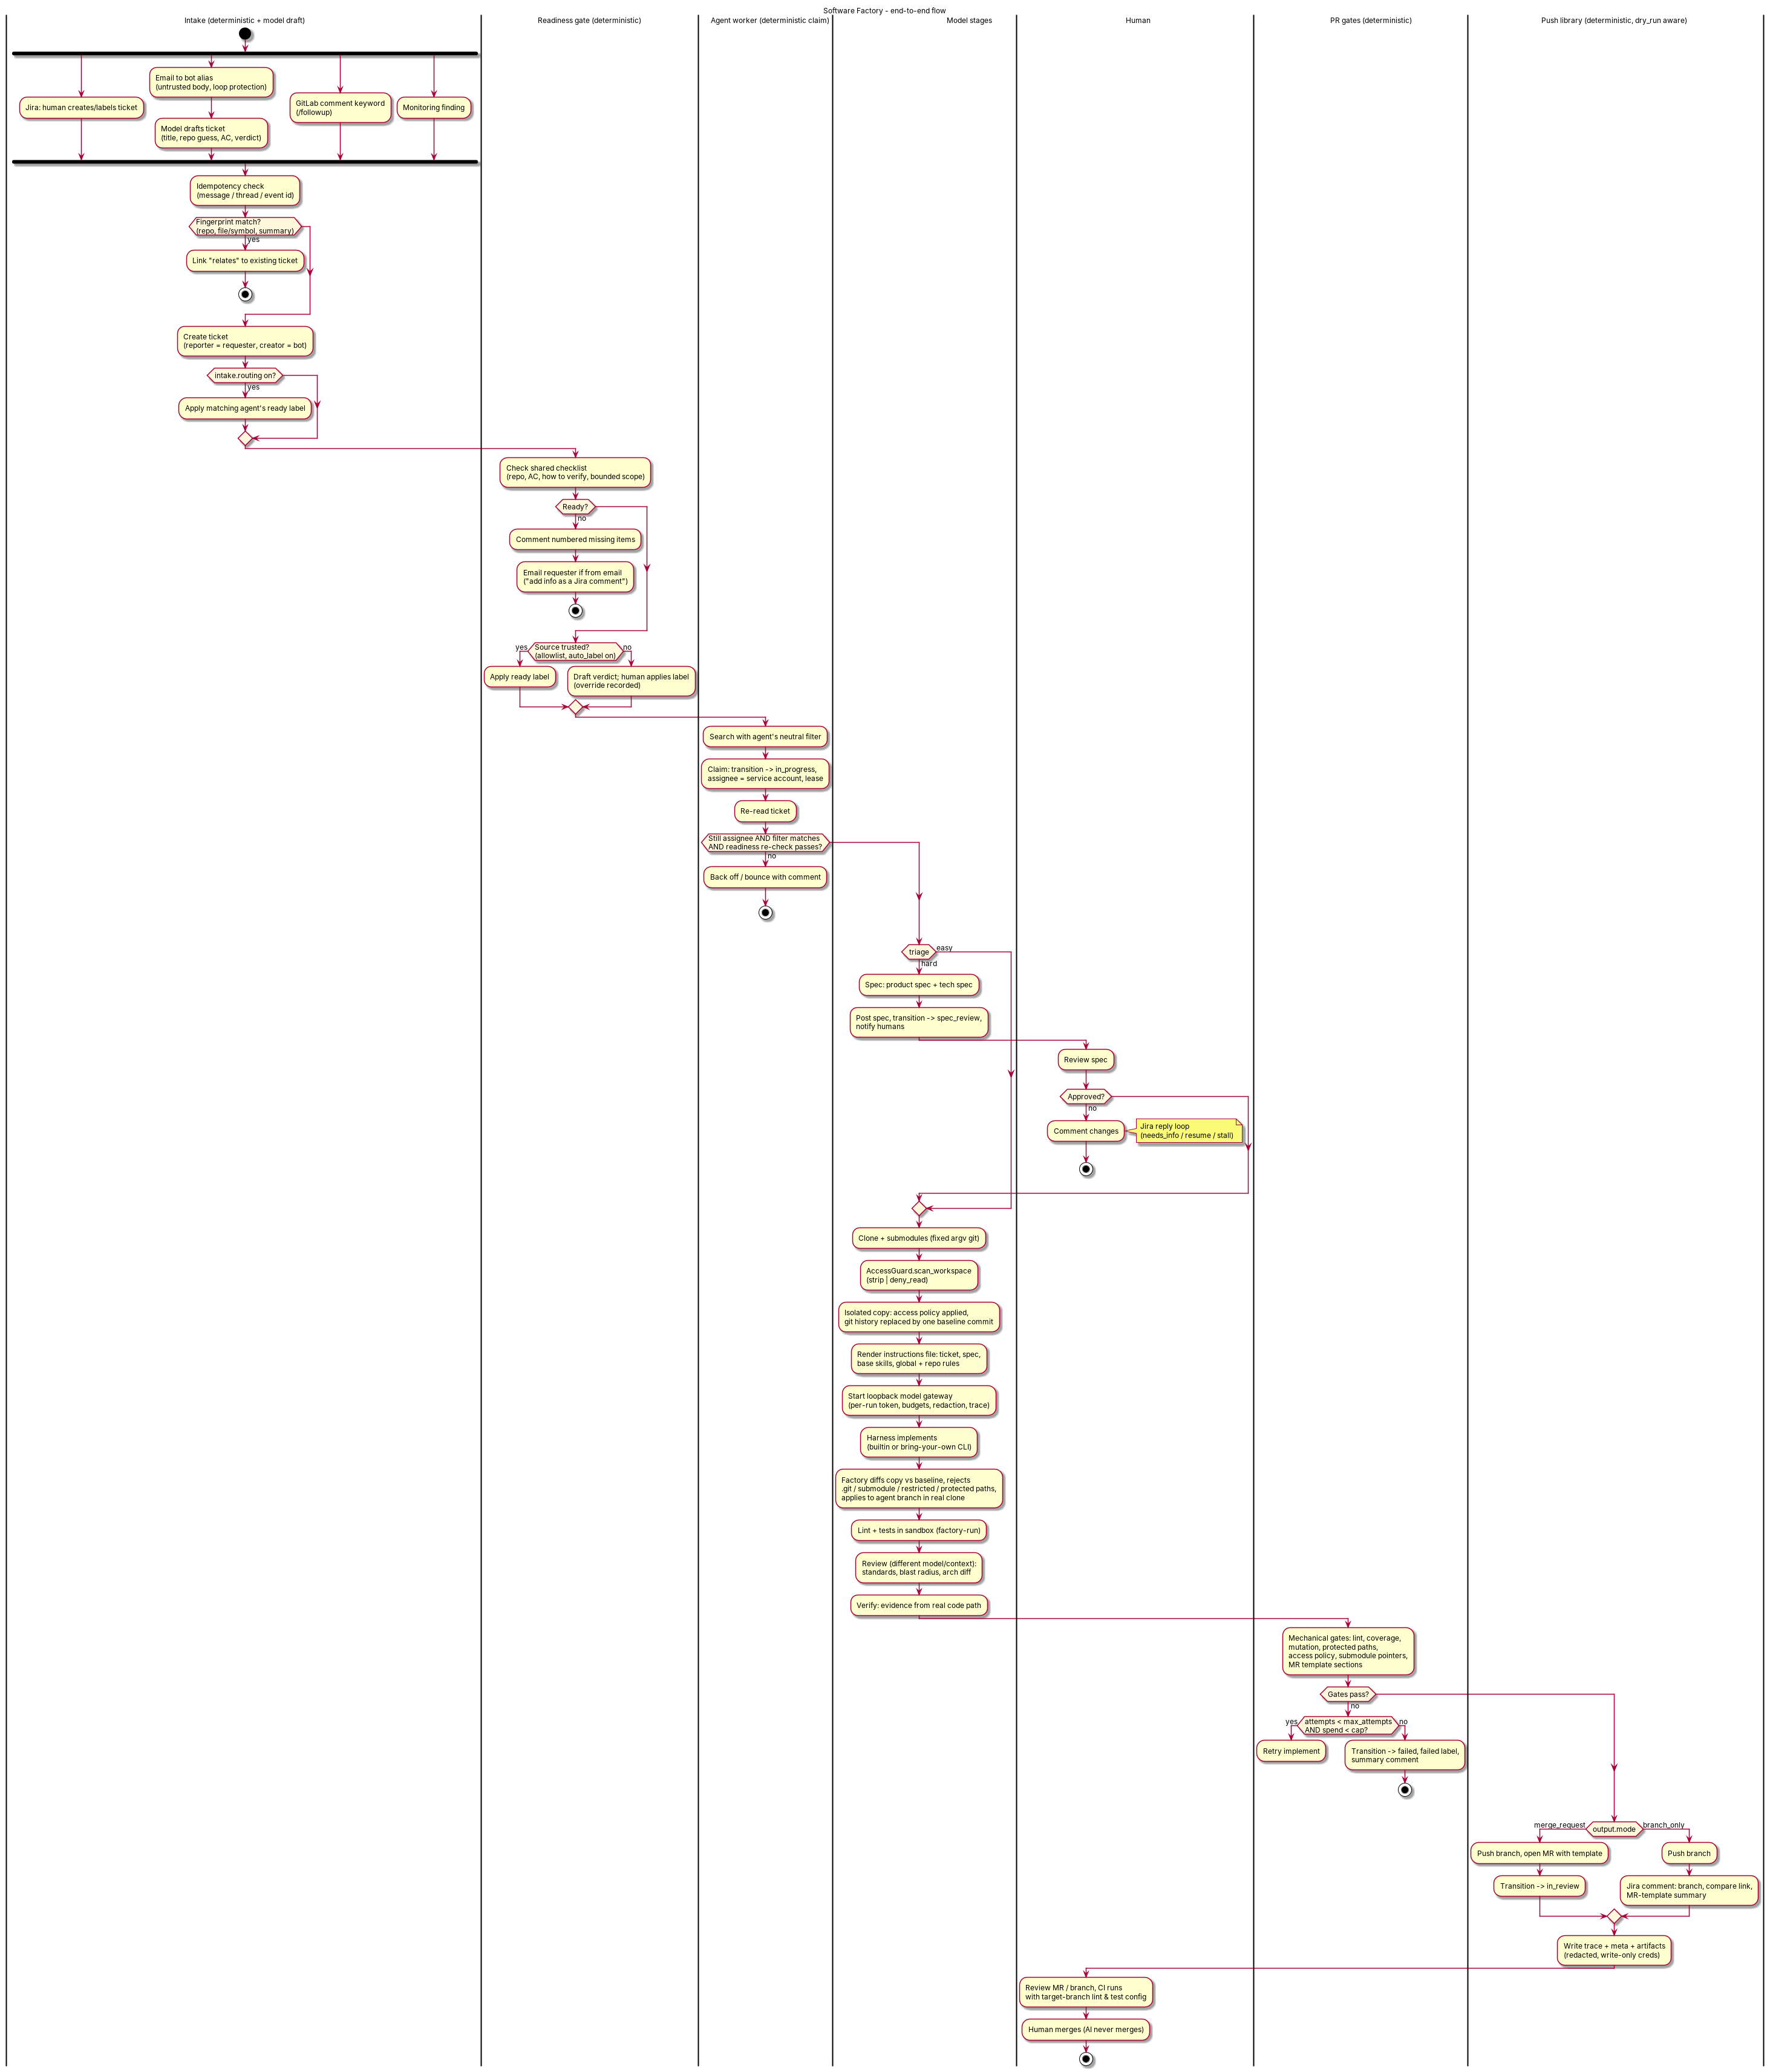 Software Factory - end-to-end flow
Intake (deterministic + model draft)
Readiness gate (deterministic)
Agent worker (deterministic claim)
Model stages
Human
PR gates (deterministic)
Push library (deterministic, dry_run aware)
Jira: human creates/labels ticket
Email to bot alias
(untrusted body, loop protection)
Model drafts ticket
(title, repo guess, AC, verdict)
GitLab comment keyword
(/followup)
Monitoring finding
Idempotency check
(message / thread / event id)
Fingerprint match?
(repo, file/symbol, summary)
yes
Link "relates" to existing ticket
Create ticket
(reporter = requester, creator = bot)
intake.routing on?
yes
Apply matching agent's ready label
Check shared checklist
(repo, AC, how to verify, bounded scope)
Ready?
no
Comment numbered missing items
Email requester if from email
("add info as a Jira comment")
yes
Source trusted?
(allowlist, auto_label on)
no
Apply ready label
Draft verdict; human applies label
(override recorded)
Search with agent's neutral filter
Claim: transition -> in_progress,
assignee = service account, lease
Re-read ticket
Still assignee AND filter matches
AND readiness re-check passes?
no
Back off / bounce with comment
triage
easy
hard
Spec: product spec + tech spec
Post spec, transition -> spec_review,
notify humans
Review spec
Approved?
no
Comment changes
Jira reply loop
(needs_info / resume / stall)
Clone + submodules (fixed argv git)
AccessGuard.scan_workspace
(strip | deny_read)
Isolated copy: access policy applied,
git history replaced by one baseline commit
Render instructions file: ticket, spec,
base skills, global + repo rules
Start loopback model gateway
(per-run token, budgets, redaction, trace)
Harness implements
(builtin or bring-your-own CLI)
Factory diffs copy vs baseline, rejects
.git / submodule / restricted / protected paths,
applies to agent branch in real clone
Lint + tests in sandbox (factory-run)
Review (different model/context):
standards, blast radius, arch diff
Verify: evidence from real code path
Mechanical gates: lint, coverage,
mutation, protected paths,
access policy, submodule pointers,
MR template sections
Gates pass?
no
yes
attempts < max_attempts
AND spend < cap?
no
Retry implement
Transition -> failed, failed label,
summary comment
merge_request
output.mode
branch_only
Push branch, open MR with template
Transition -> in_review
Push branch
Jira comment: branch, compare link,
MR-template summary
Write trace + meta + artifacts
(redacted, write-only creds)
Review MR / branch, CI runs
with target-branch lint & test config
Human merges (AI never merges)